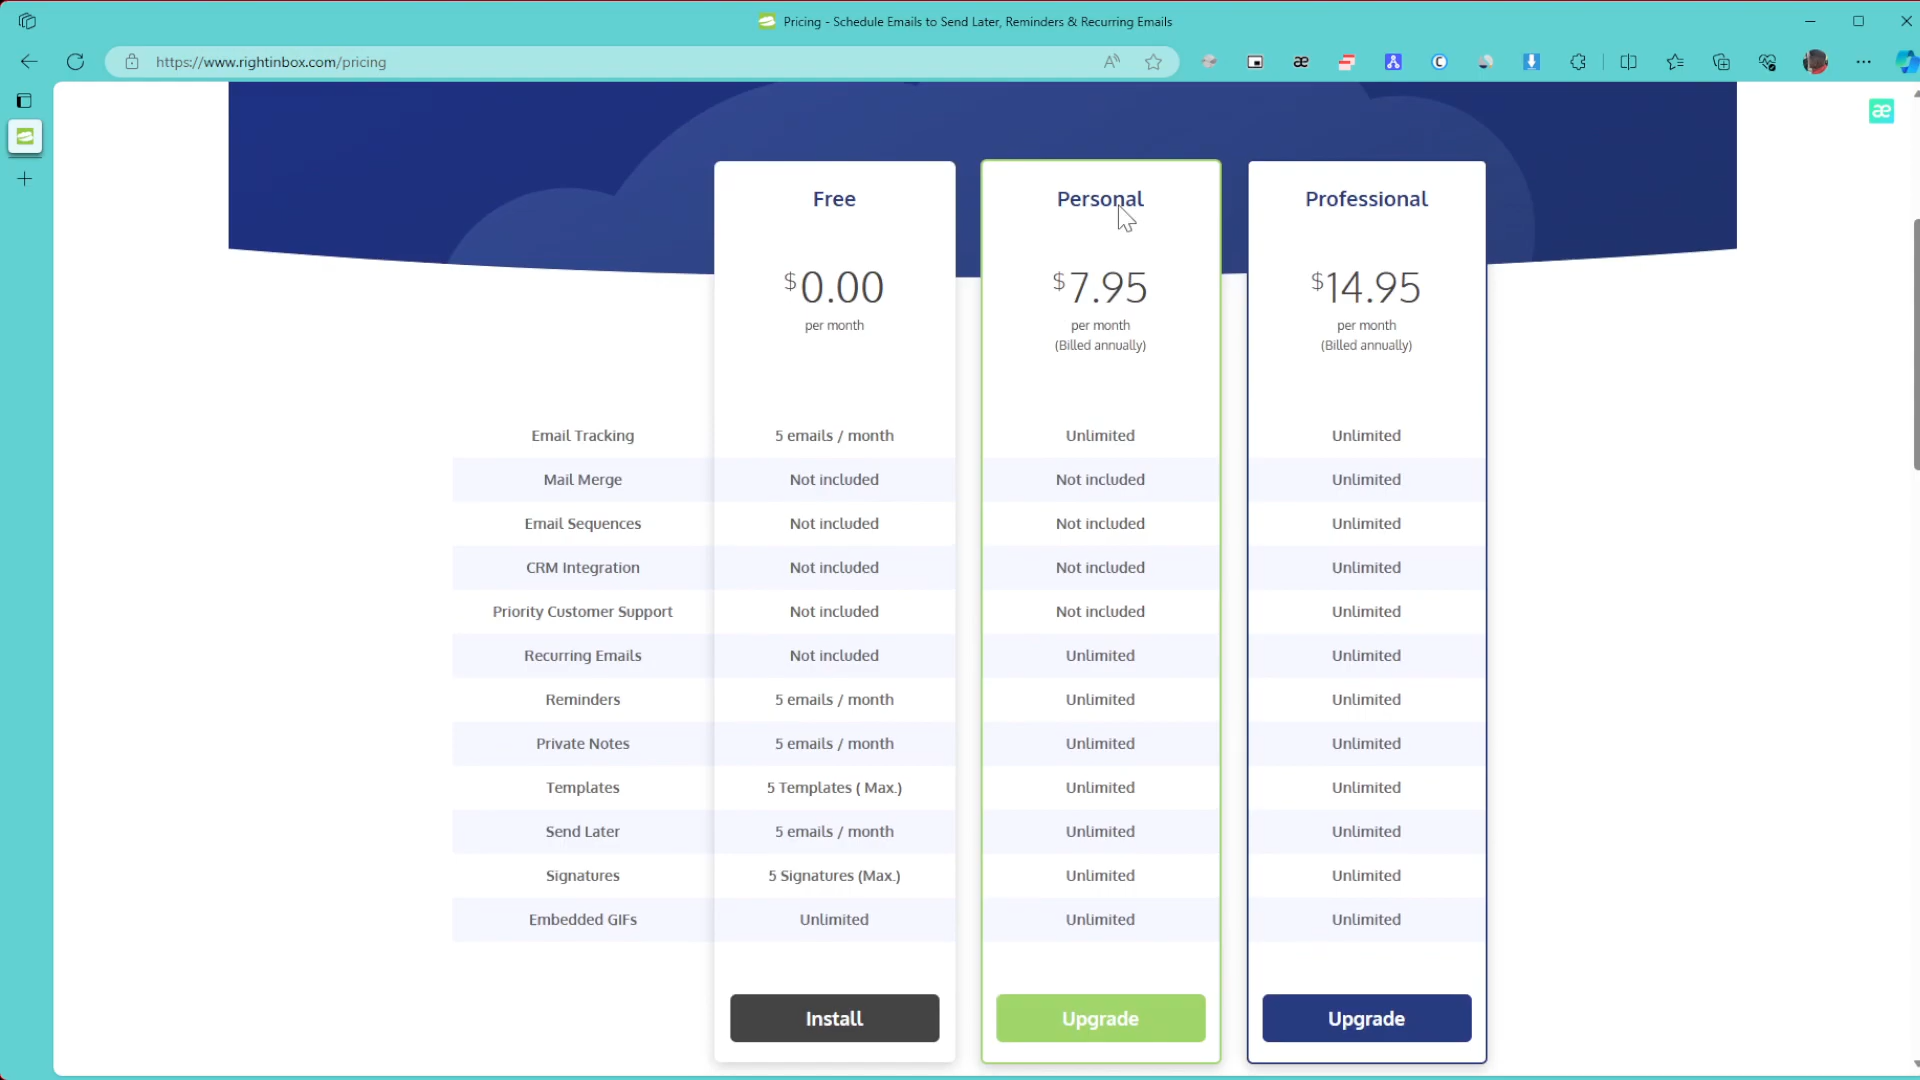 Pricing - Schedule Emails to Send Later, Reminders & Recurring Emails
https://www.rightinbox.com/pricing
Free
Personal
Professional
$0.00
$7.95
$14.95
per month
per month
per month
(Billed annually)
(Billed annually)
Email Tracking 5 emails / month Unlimited Unlimited
Mail Merge Not included Not included Unlimited
Email Sequences Not included Not included Unlimited
CRM Integration Not included Not included Unlimited
Priority Customer Support Not included Not included Unlimited
Recurring Emails Not included Unlimited Unlimited
Reminders 5 emails / month Unlimited Unlimited
Private Notes 5 emails / month Unlimited Unlimited
Templates 5 Templates ( Max.) Unlimited Unlimited
Send Later 5 emails / month Unlimited Unlimited
Signatures 5 Signatures (Max.) Unlimited Unlimited
Embedded GIFs Unlimited Unlimited Unlimited
Install
Upgrade
Upgrade